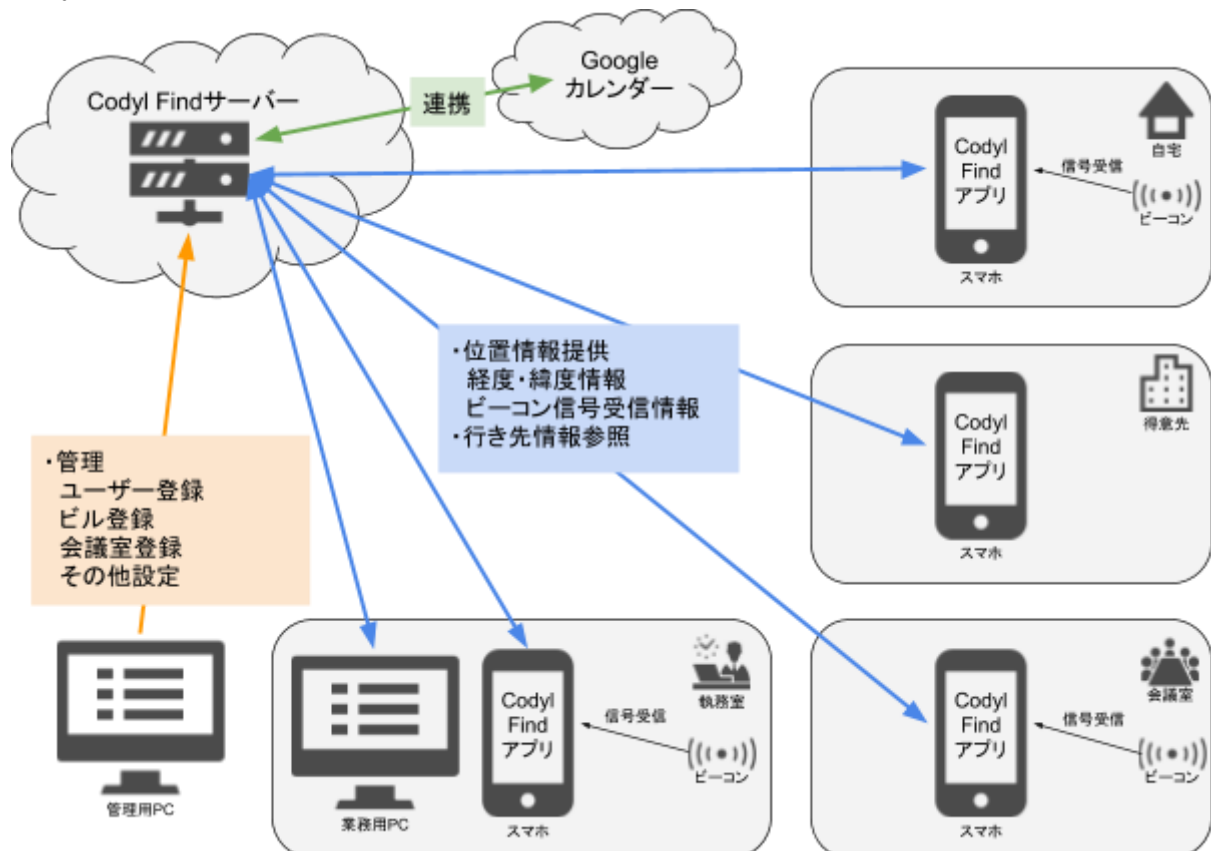 Google
カレンダー
連携
Codyl Findサーバー
Codyl
Find
アプリ
スマホ
信号受信
自宅
ビーコン
・位置情報提供
経度・緯度情報
ビーコン信号受信情報
・行き先情報参照
Codyl
Find
アプリ
スマホ
得意先
・管理
ユーザー登録
ビル登録
会議室登録
その他設定
管理用PC
業務用PC
Codyl
Find
アプリ
スマホ
信号受信
執務室
ビーコン
Codyl
Find
アプリ
スマホ
信号受信
会議室
ビーコン